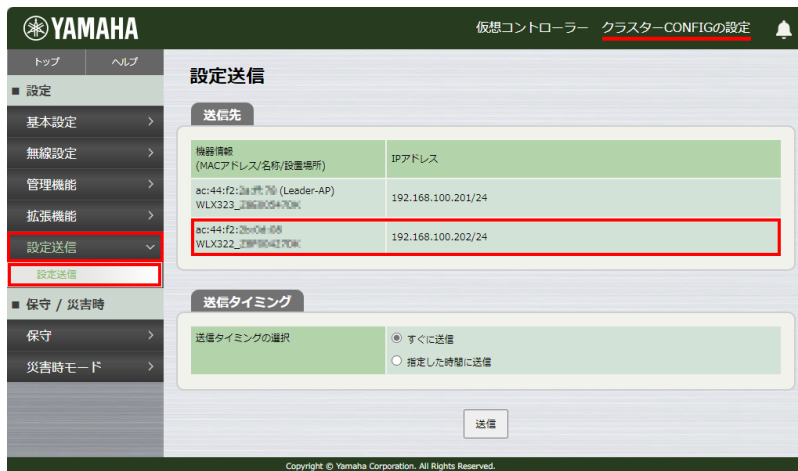 YAMAHA
仮想コントローラー クラスターCONFIGの設定
トップ ヘルプ
■ 設定
基本設定
無線設定
管理機能
拡張機能
設定送信
設定送信
■ 保守 / 災害時
保守
災害時モード
設定送信
送信先
機器情報
(MACアドレス/名称/設置場所)
IPアドレス
ac:44:f2: (Leader-AP)
WLX323_
192.168.100.201/24
ac:44:f2:
WLX322_
192.168.100.202/24
送信タイミング
送信タイミングの選択
すぐに送信
指定した時間に送信
送信
Copyright © Yamaha Corporation. All Rights Reserved.